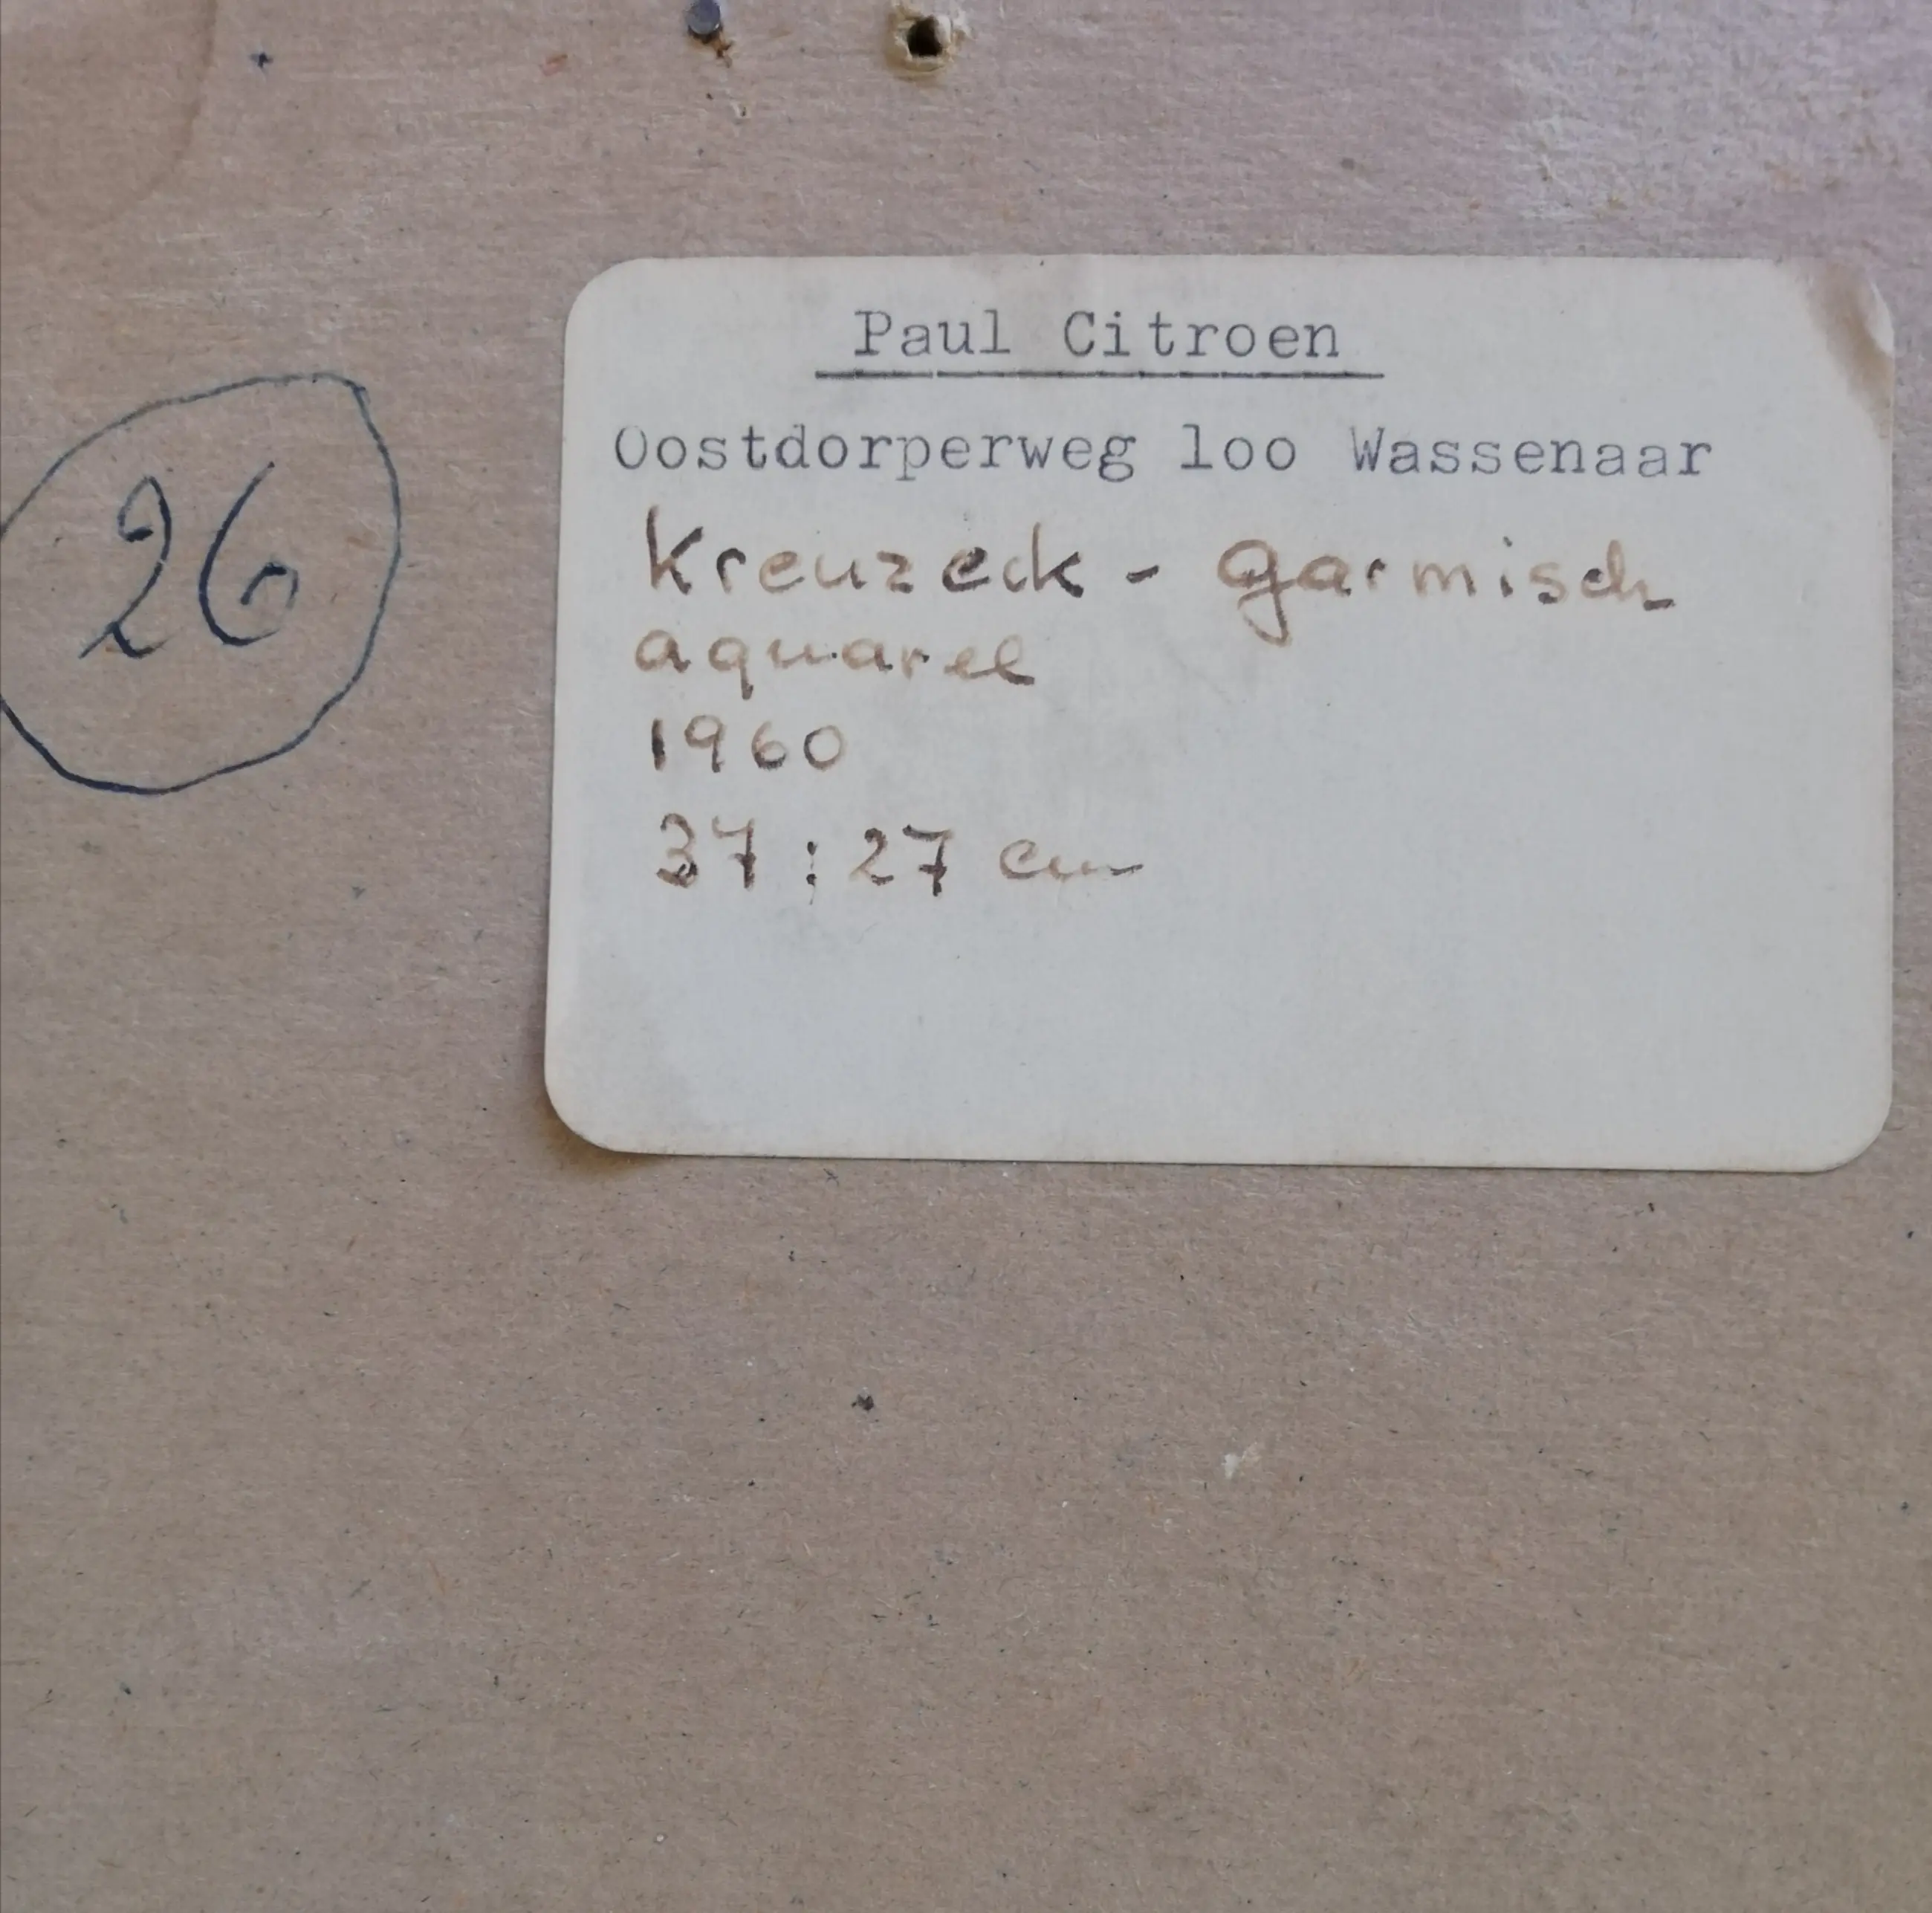 Paul Citroen
Oostdorperweg loo Wassenaar
Kreuzeck - Garmisch
aquarel
1960
37 : 27 cm
26